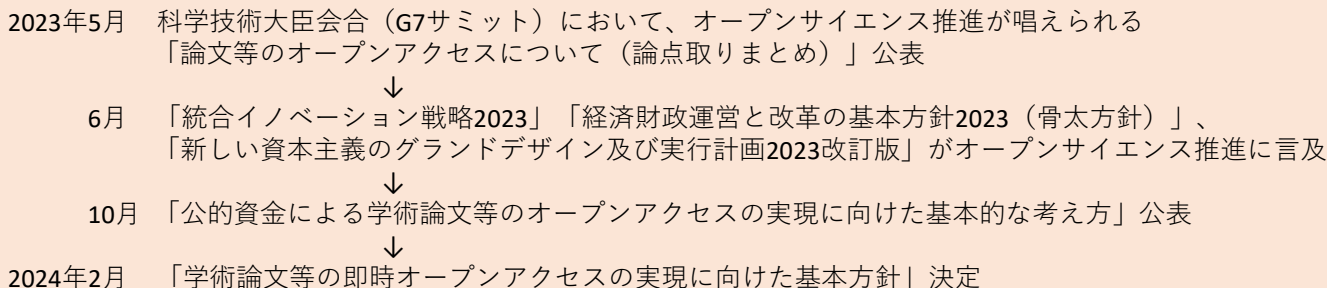 2023年5月　科学技術大臣会合（G7サミット）において、オープンサイエンス推進が唱えられる
「論文等のオープンアクセスについて（論点取りまとめ）」公表
↓
6月　「統合イノベーション戦略2023」「経済財政運営と改革の基本方針2023（骨太方針）」、
「新しい資本主義のグランドデザイン及び実行計画2023改訂版」がオープンサイエンス推進に言及
↓
10月　「公的資金による学術論文等のオープンアクセスの実現に向けた基本的な考え方」公表
↓
2024年2月　「学術論文等の即時オープンアクセスの実現に向けた基本方針」決定